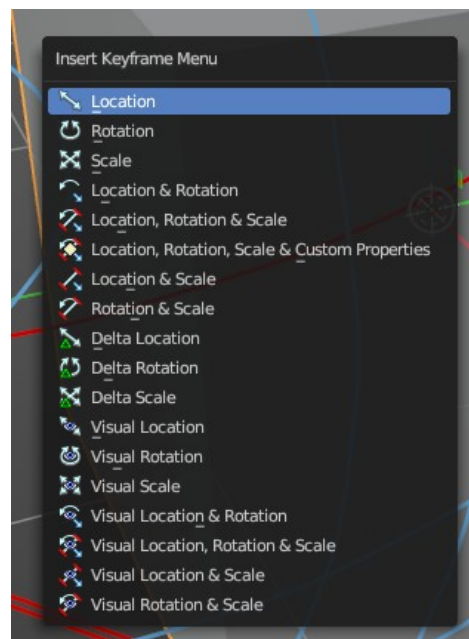 Insert Keyframe Menu
Location
Rotation
Scale
Location & Rotation
Location, Rotation & Scale
Location, Rotation, Scale & Custom Properties
Location & Scale
Rotation & Scale
Delta Location
Delta Rotation
Delta Scale
Visual Location
Visual Rotation
Visual Scale
Visual Location & Rotation
Visual Location, Rotation & Scale
Visual Location & Scale
Visual Rotation & Scale